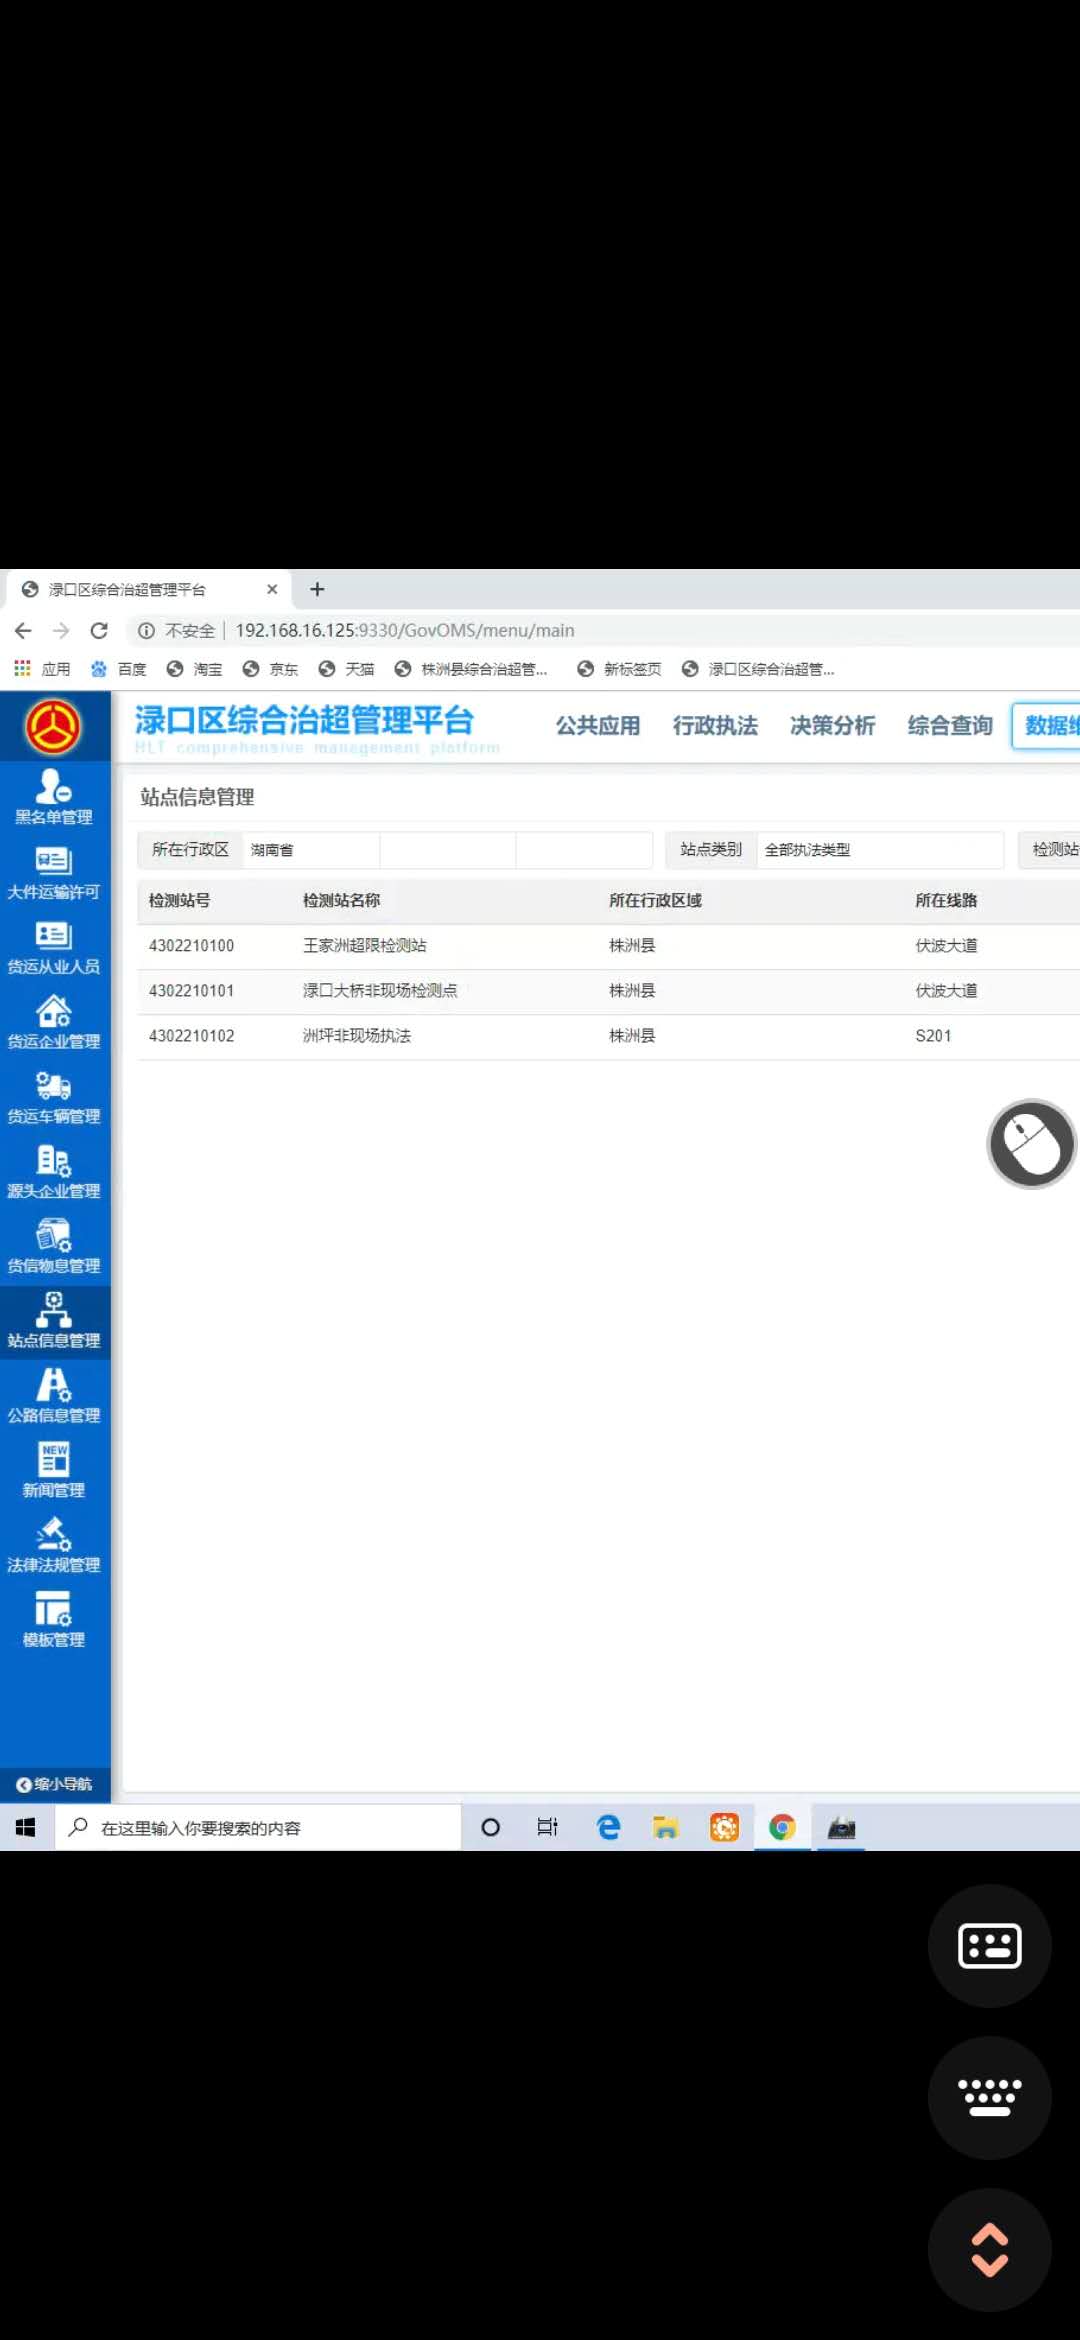 渌口区综合治超管理平台
不安全 192.168.16.125:9330/GovOMS/menu/main
应用 百度 淘宝 京东 天猫 株洲县综合治超管... 新标签页 渌口区综合治超管...
渌口区综合治超管理平台
HLT comprehensive management platform
公共应用 行政执法 决策分析 综合查询 数据维
黑名单管理
大件运输许可
货运从业人员
货运企业管理
货运车辆管理
源头企业管理
货信物息管理
站点信息管理
公路信息管理
NEW
新闻管理
法律法规管理
模板管理
缩小导航
站点信息管理
所在行政区 湖南省 站点类别 全部执法类型 检测站
检测站号 检测站名称 所在行政区域 所在线路
4302210100 王家洲超限检测站 株洲县 伏波大道
4302210101 渌口大桥非现场检测点 株洲县 伏波大道
4302210102 洲坪非现场执法 株洲县 S201
在这里输入你要搜索的内容